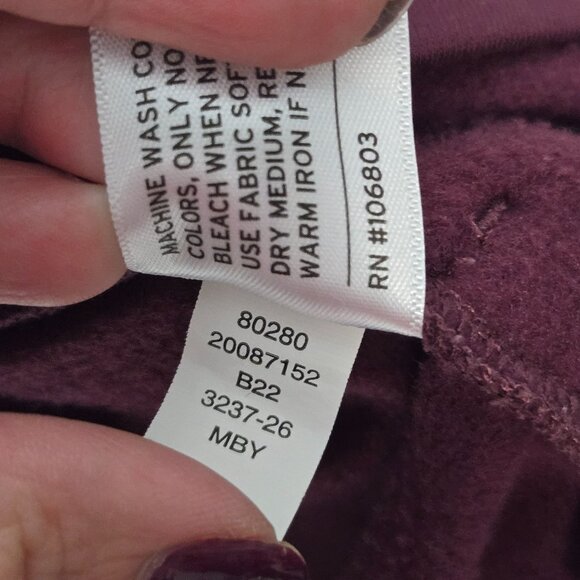 MACHINE WASH CO
COLORS, ONLY NO
BLEACH WHEN NE
USE FABRIC SOF
DRY MEDIUM, RE
WARM IRON IF N
RN #106803
80280
20087152
B22
3237-26
MBY